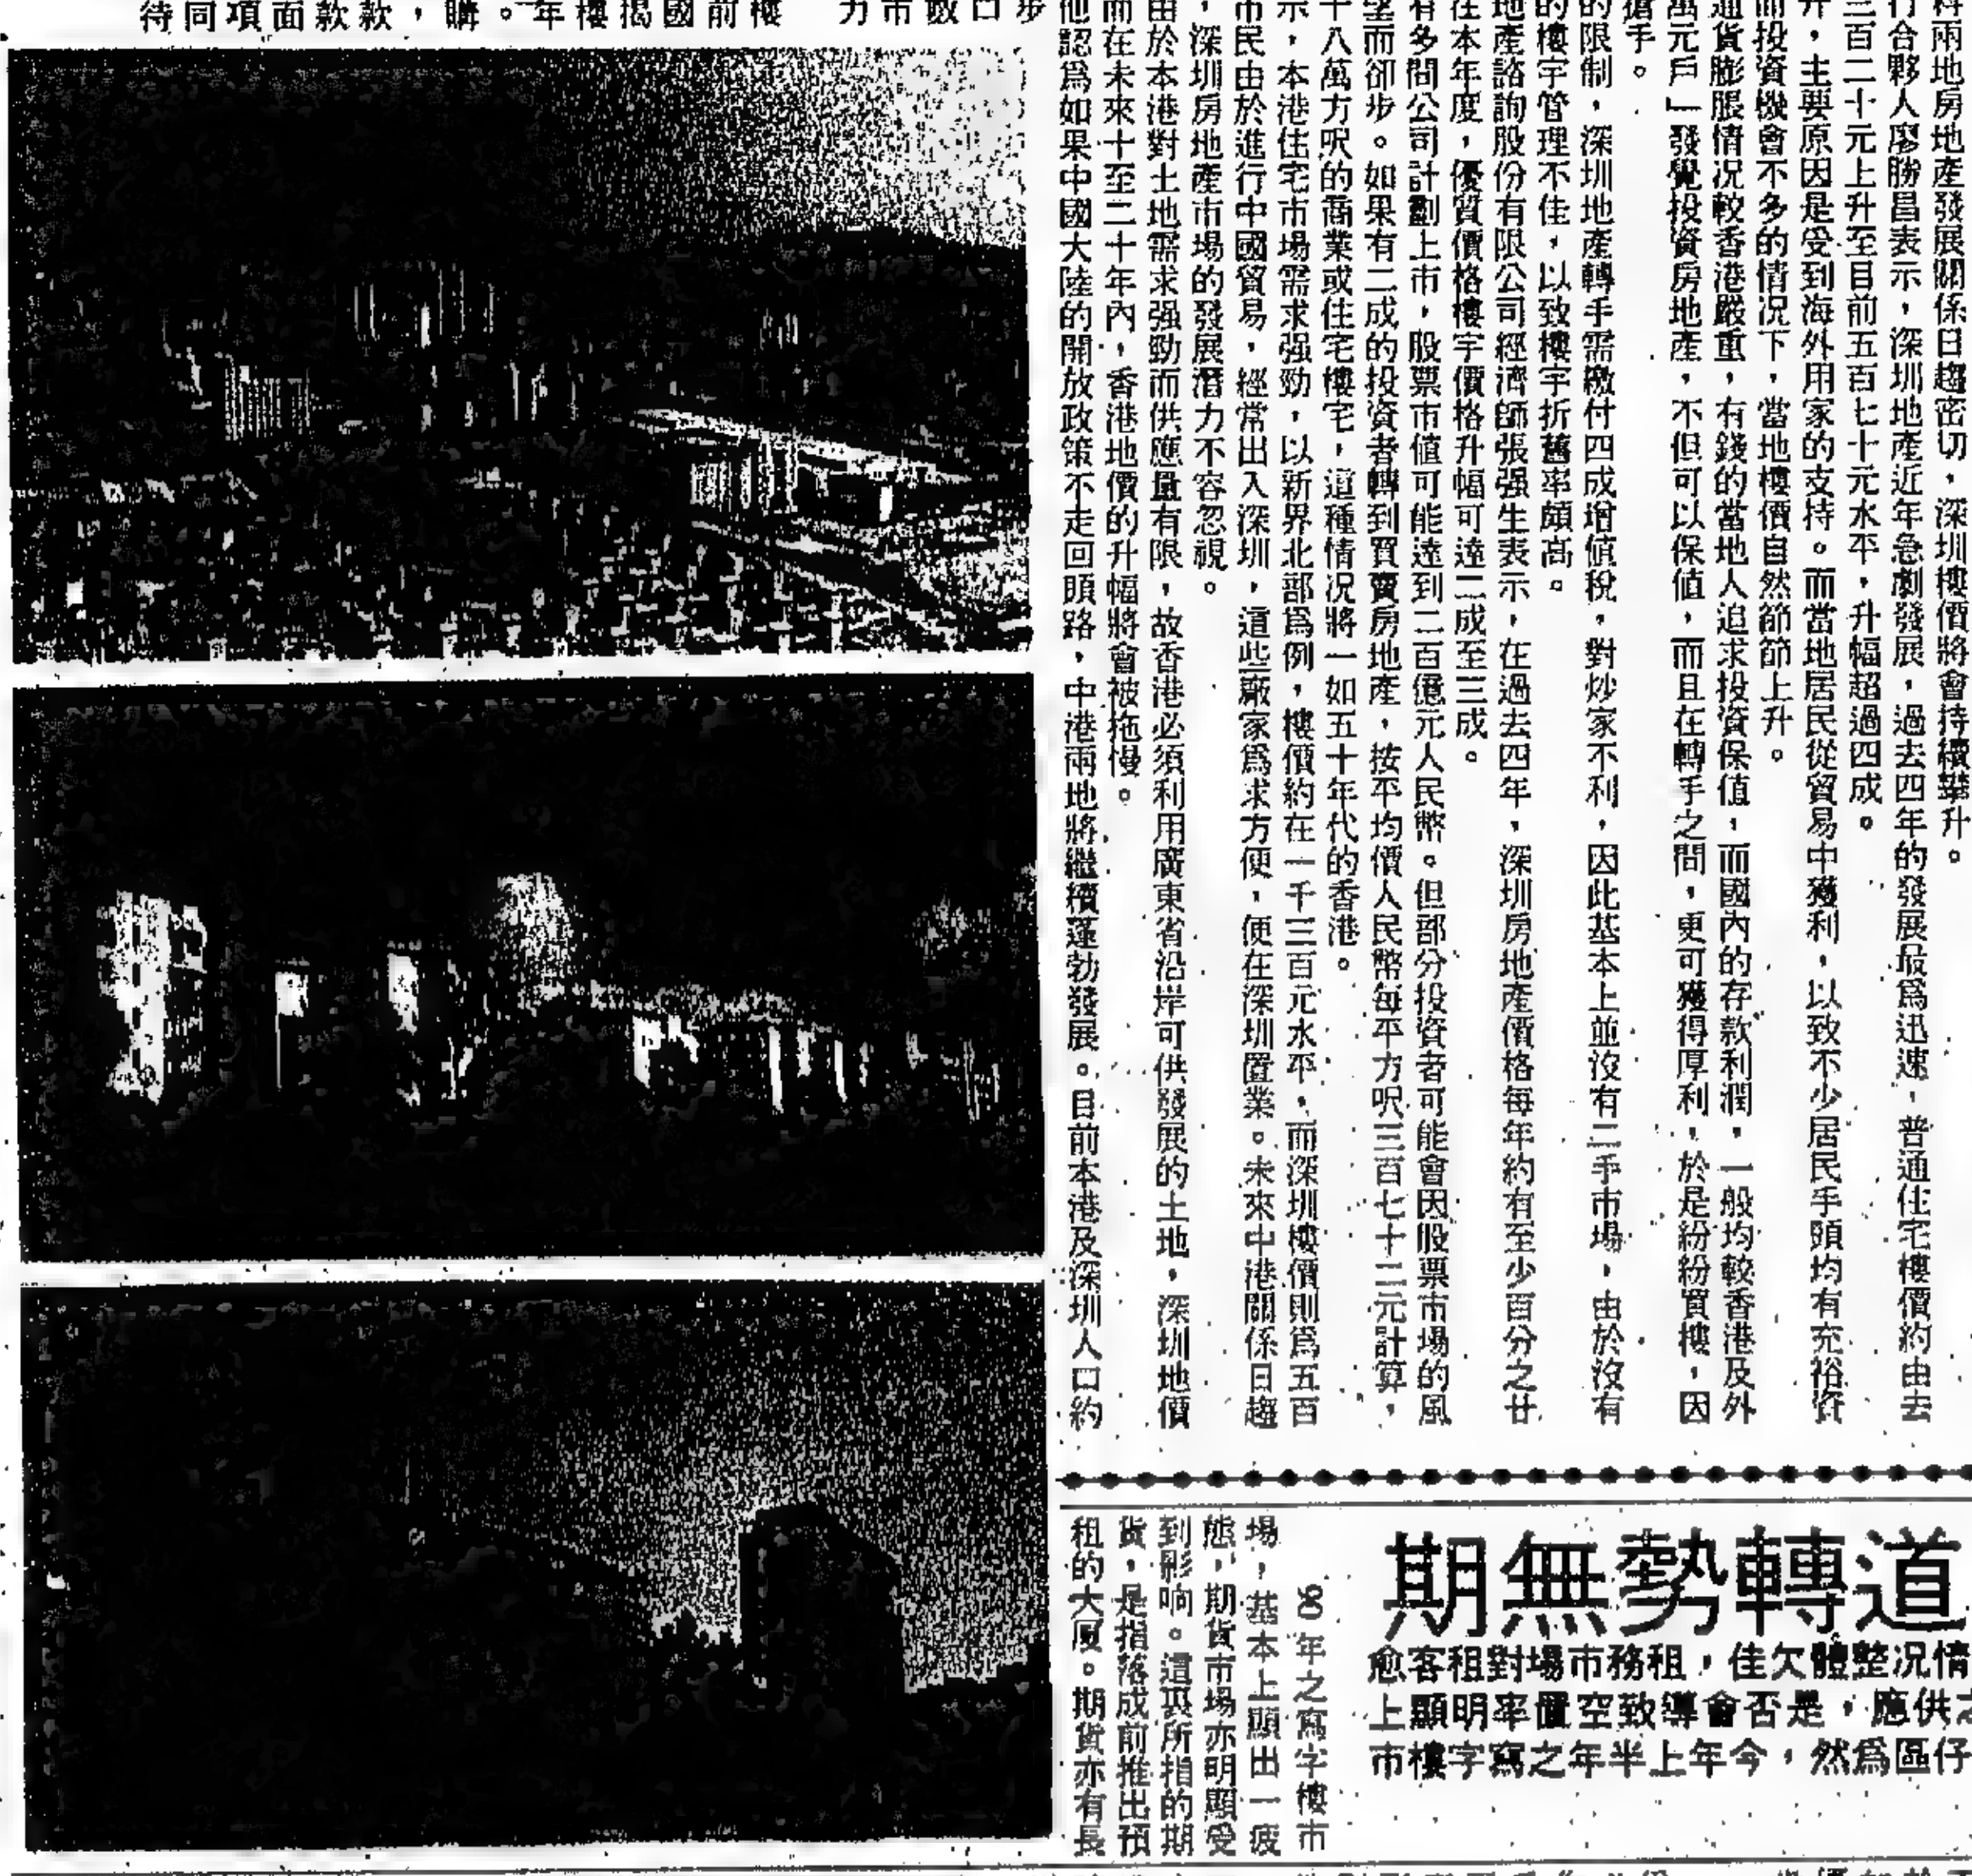 料兩地房地產發展關係日趨密切，深圳樓價將會持續攀升。
行合夥人廖勝昌表示，深圳地產近年急劇發展，過去四年的發展最爲迅速，普通住宅樓價約由去
三百二十元上升至目前五百七十元水平，升幅超過四成。
升，主要原因是受到海外用家的支持。而當地居民從貿易中獲利，以致不少居民手頭均有充裕資
而投資機會不多的情況下，當地樓價自然節節上升。
通貨膨脹情況較香港嚴重，有錢的當地人追求投資保值，而國內的存款利潤，一般均較香港及外
萬元戶」發覺投資房地產，不但可以保值，而且在轉手之間，更可獲得厚利，於是紛紛買樓，因
搶手。
的限制，深圳地產轉手需繳付四成增值稅，對炒家不利，因此基本上並沒有二手市場，由於沒有
的樓宇管理不佳，以致樓宇折舊率頗高。
地產諮詢股份有限公司經濟師張强生表示，在過去四年，深圳房地產價格每年約有至少百分之廿
在本年度，優質價格樓宇價格升幅可達二成至三成。
有多間公司計劃上市，股票市值可能達到二百億元人民幣。但部分投資者可能會因股票市場的風
望而卻步。如果有二成的投資者轉到買賣房地產，按平均價人民幣每平方呎三百七十二元計算，
十八萬方呎的商業或住宅樓宅，這種情況將一如五十年代的香港。
示，本港住宅市場需求强勁，以新界北部爲例，樓價約在一千三百元水平，而深圳樓價則爲五百
市民由於進行中國貿易，經常出入深圳，這些廠家爲求方便，便在深圳置業。未來中港關係日趨
，深圳房地產市場的發展潛力不容忽視。
由於本港對土地需求强勁而供應量有限，故香港必須利用廣東省沿岸可供發展的土地，深圳地價
而在未來十至二十年內，香港地價的升幅將會被拖慢。
他認爲如果中國大陸的開放政策不走回頭路，中港兩地將繼續蓬勃發展。目前本港及深圳人口約
步口數市力
樓前國揭樓年。購，款款面項同待
道轉勢無期
情況整體欠佳，租務市場對租客愈
之供應，是否會導致空置率明顯上
仔區爲然，今年上半年之寫字樓市
90年之寫字樓市
場，基本上顯出一疲
態，期貨市場亦明顯受
到影响。這裏所指的期
貨，是指落成前推出預
租的大厦。期貨亦有長